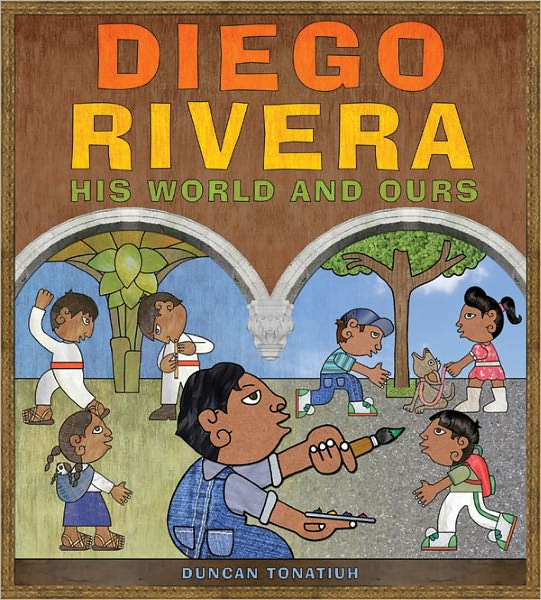 DIEGO
RIVERA
HIS WORLD AND OURS
DUNCAN TONATIUH